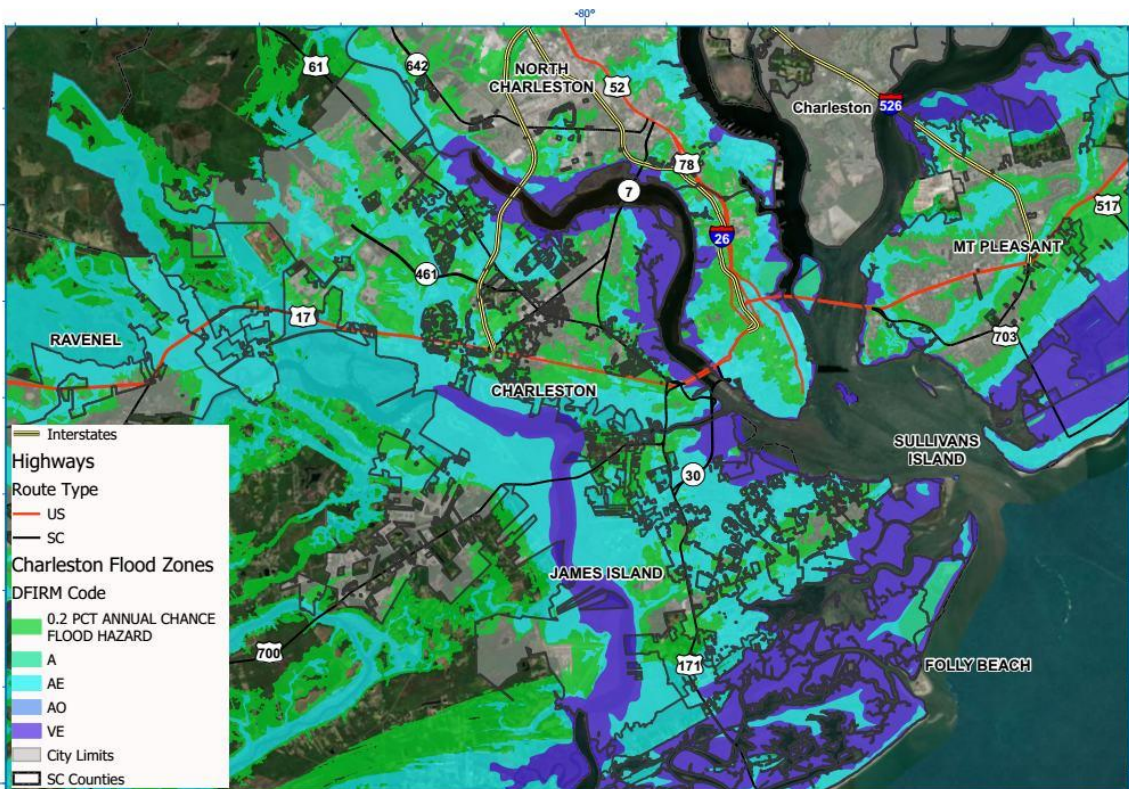 -80°
61
642
NORTH
CHARLESTON
52
Charleston
526
78
7
517
26
MT PLEASANT
461
17
RAVENEL
703
CHARLESTON
SULLIVANS
ISLAND
30
JAMES ISLAND
700
171
FOLLY BEACH
Interstates
Highways
Route Type
US
SC
Charleston Flood Zones
DFIRM Code
0.2 PCT ANNUAL CHANCE
FLOOD HAZARD
A
AE
AO
VE
City Limits
SC Counties